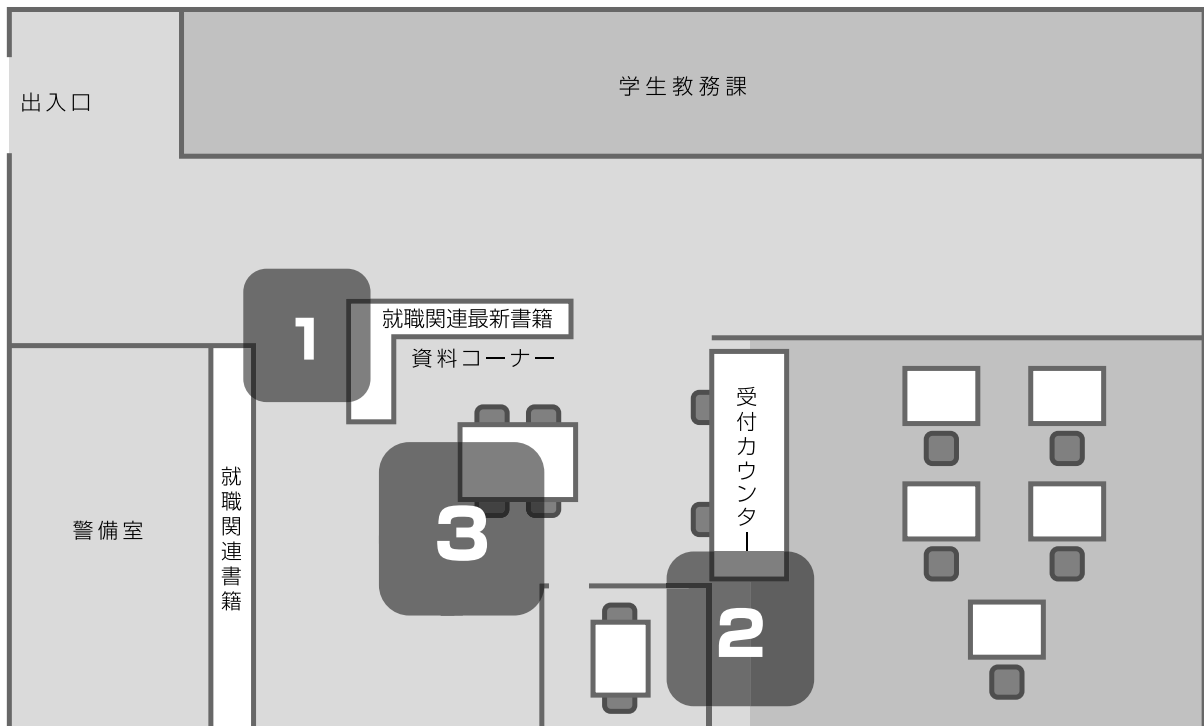 学生教務課
出入口
1
就職関連最新書籍
資料コーナー
受付カウンター
就職関連書籍
警備室
3
2